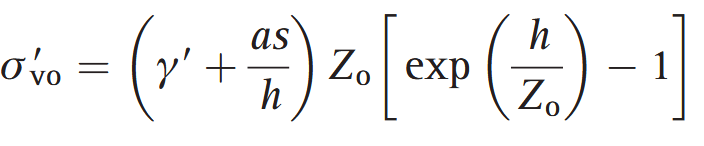 σ′vo = (γ′ + as/h) Zo [exp (h/Zo) − 1]